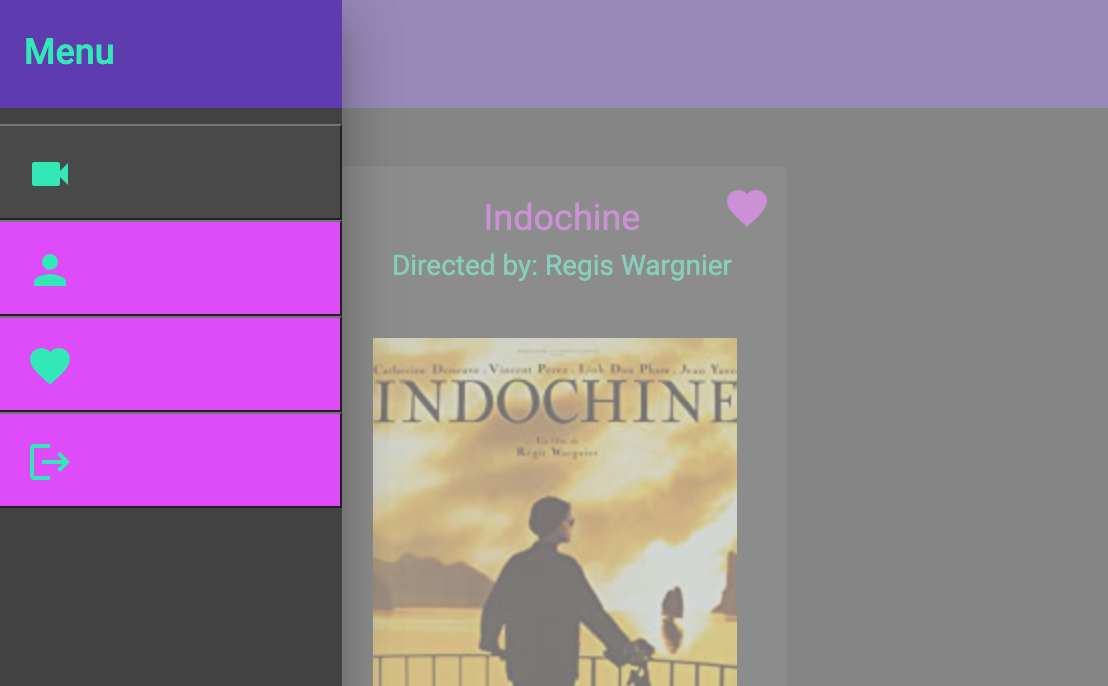 Menu
Indochine
Directed by: Regis Wargnier
Catherine Deneuve . Vincent Perez . Linh Dan Pham . Jean Yann
INDOCHINE
Un film de
Régis Wargnier